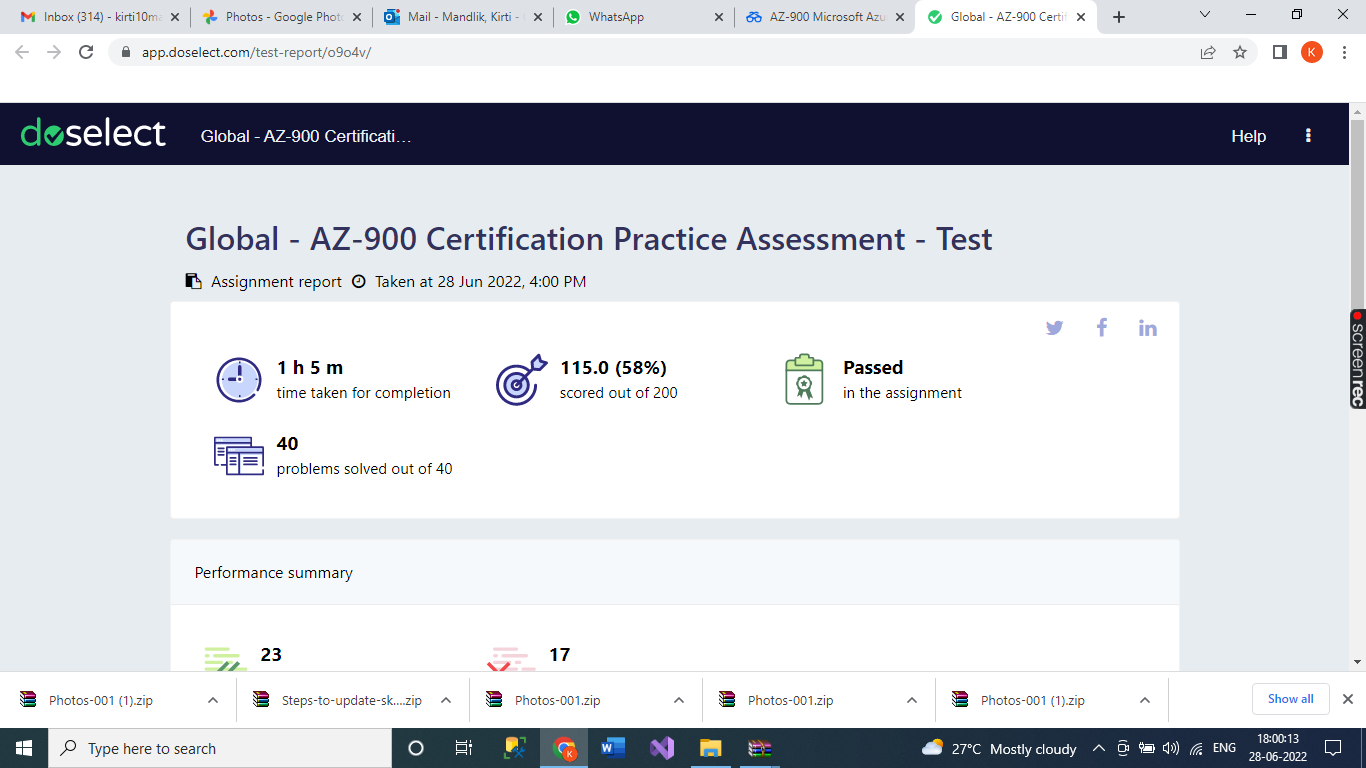 Inbox (314) - kirti10ma
Photos - Google Photo
Mail - Mandlik, Kirti -
WhatsApp
AZ-900 Microsoft Azu
Global - AZ-900 Certif
app.doselect.com/test-report/o9o4v/
K
doselect
Global - AZ-900 Certificati...
Help
Global - AZ-900 Certification Practice Assessment - Test
Assignment report Taken at 28 Jun 2022, 4:00 PM
1 h 5 m
time taken for completion
115.0 (58%)
scored out of 200
Passed
in the assignment
40
problems solved out of 40
screenrec
Performance summary
23
17
Photos-001 (1).zip
Steps-to-update-sk....zip
Photos-001.zip
Photos-001.zip
Photos-001 (1).zip
Show all
Type here to search
27°C Mostly cloudy
ENG
18:00:13
28-06-2022